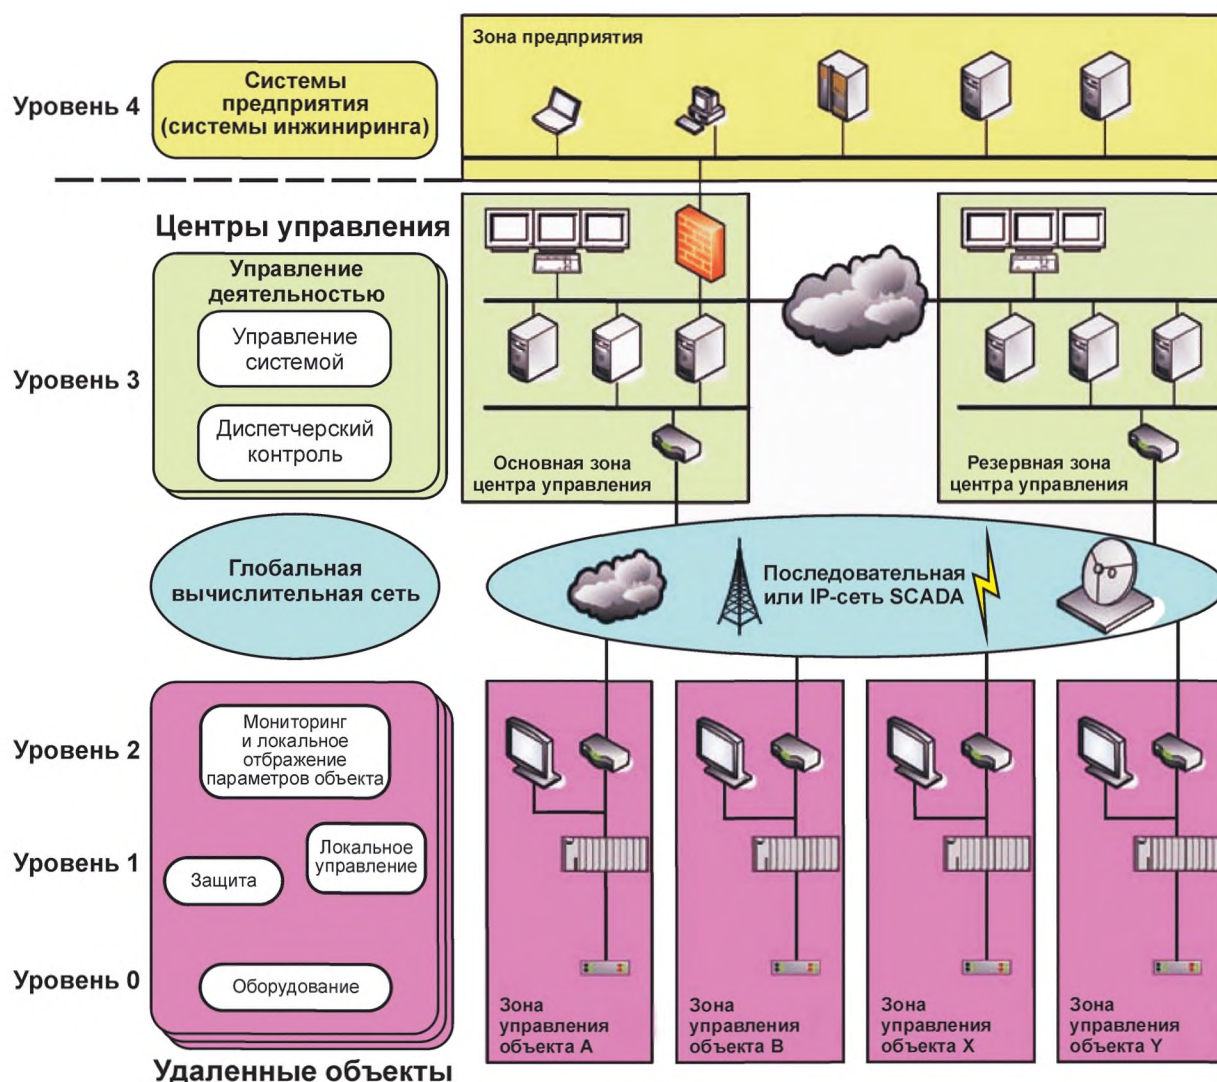 Зона предприятия
Уровень 4
Системы
предприятия
(системы инжиниринга)
Центры управления
Управление
деятельностью
Управление
системой
Уровень 3
Диспетчерский
контроль
Основная зона
центра управления
Резервная зона
центра управления
Глобальная
вычислительная сеть
Последовательная
или IP-сеть SCADA
Уровень 2
Мониторинг
и локальное
отбражение
параметров объекта
Уровень 1
Локальное
управление
Защита
Уровень 0
Оборудование
Зона
управления
объекта А
Зона
управления
объекта В
Зона
управления
объекта X
Зона
управления
объекта Y
Удаленные объекты